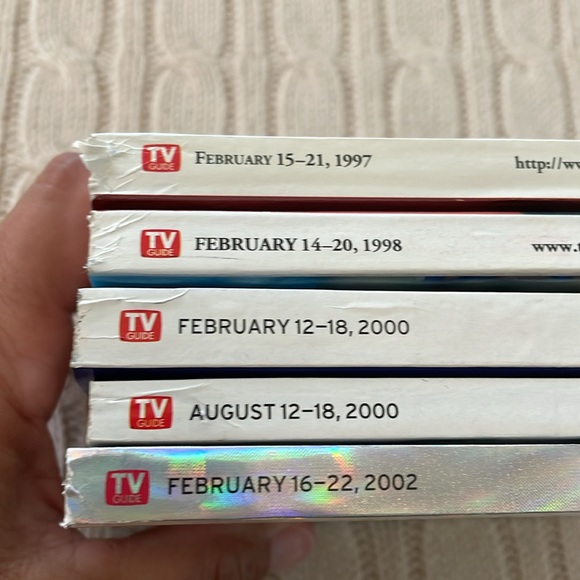 TV GUIDE FEBRUARY 15–21, 1997 http://w
TV GUIDE FEBRUARY 14–20, 1998 www.t
TV GUIDE FEBRUARY 12–18, 2000
TV GUIDE AUGUST 12–18, 2000
TV GUIDE FEBRUARY 16–22, 2002